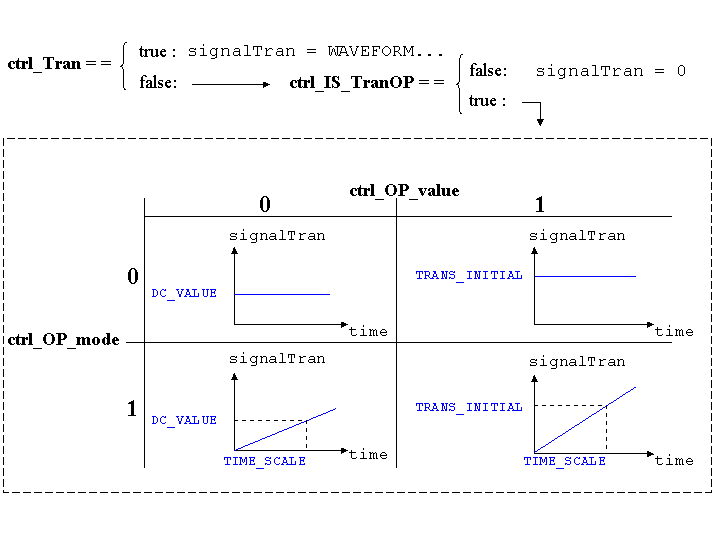 true : signalTran = WAVEFORM...
ctrl_Tran = =
false: ctrl_IS_TranOP = = false: signalTran = 0
true :
ctrl_OP_value
0 1
signalTran signalTran
0 DC_VALUE TRANS_INITIAL
time time
ctrl_OP_mode
signalTran signalTran
1 DC_VALUE TRANS_INITIAL
time time
TIME_SCALE TIME_SCALE